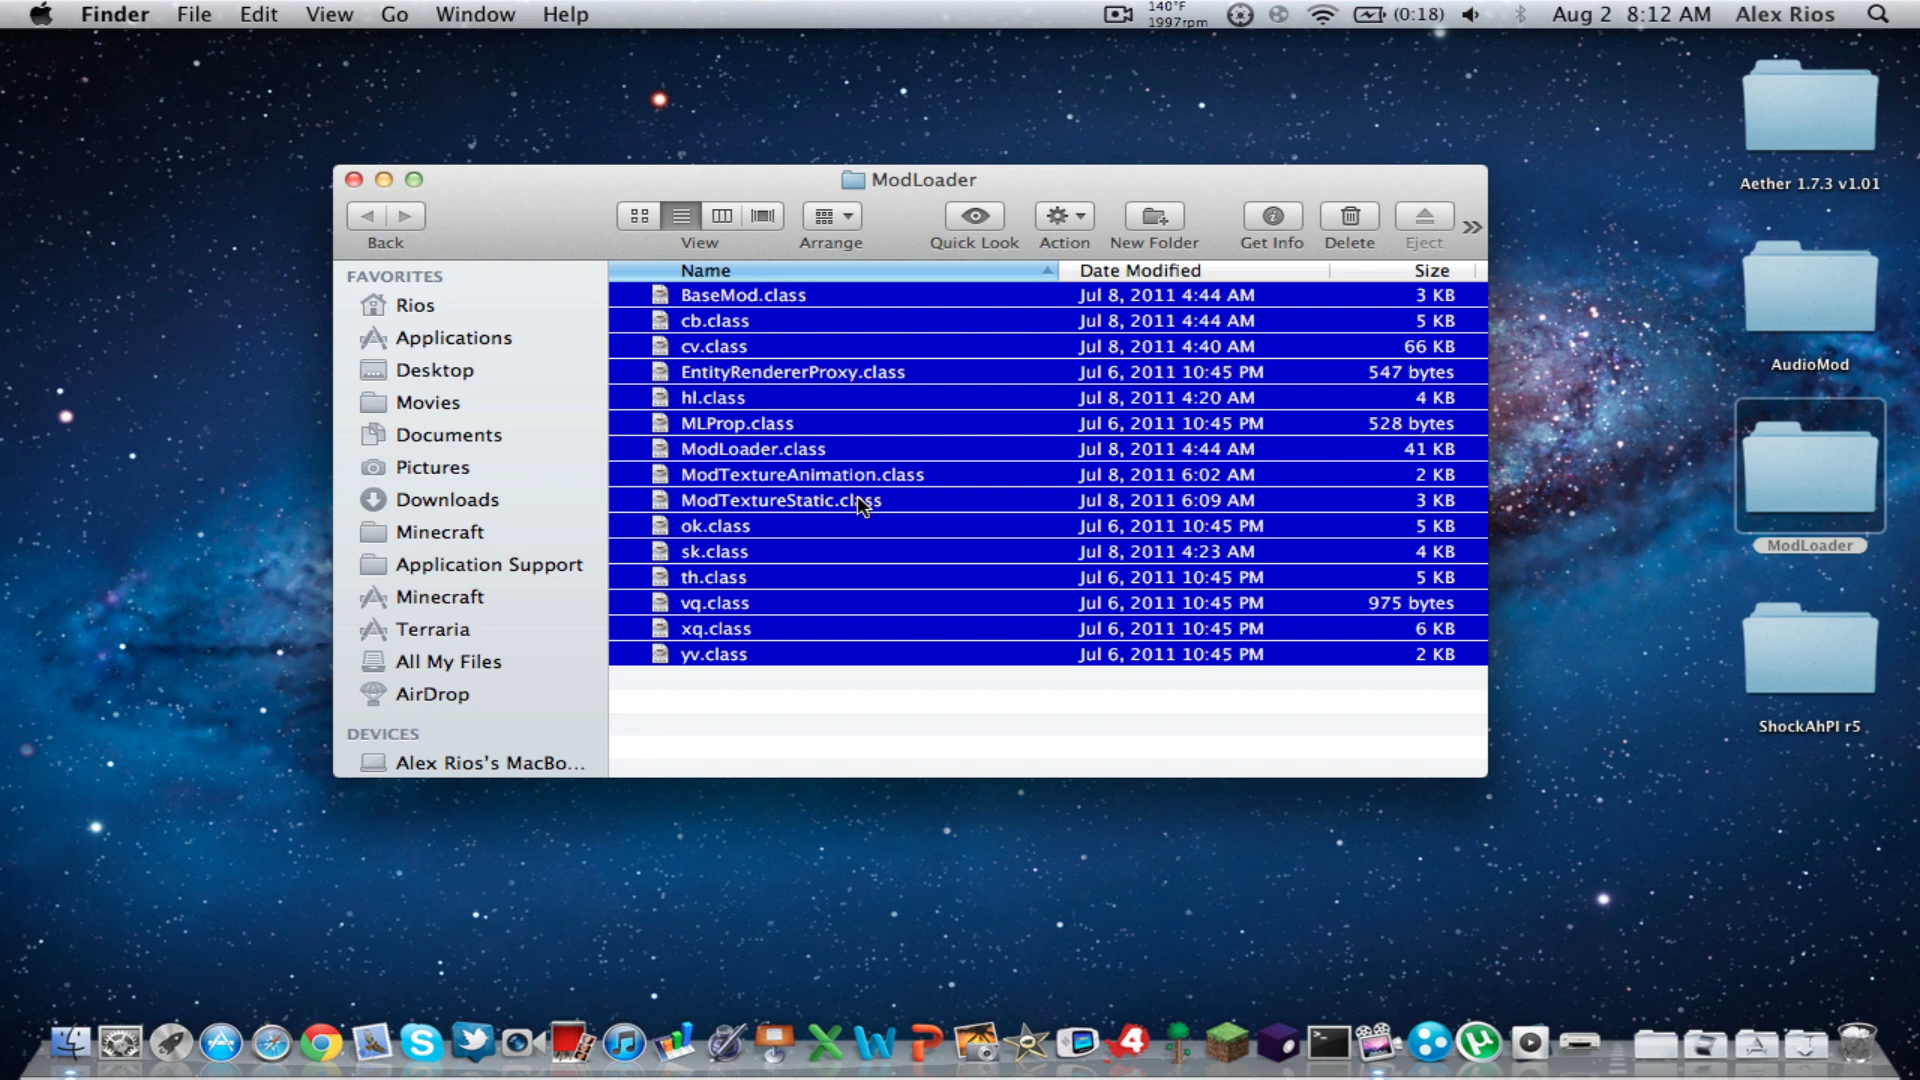 Finder File Edit View Go Window Help 140°F 1997rpm (0:18) Aug 2 8:12 AM Alex Rios
ModLoader
Back View Arrange Quick Look Action New Folder Get Info Delete Eject
FAVORITES
Rios
Applications
Desktop
Movies
Documents
Pictures
Downloads
Minecraft
Application Support
Minecraft
Terraria
All My Files
AirDrop
DEVICES
Alex Rios's MacBo...
Name Date Modified Size
BaseMod.class Jul 8, 2011 4:44 AM 3 KB
cb.class Jul 8, 2011 4:44 AM 5 KB
cv.class Jul 8, 2011 4:40 AM 66 KB
EntityRendererProxy.class Jul 6, 2011 10:45 PM 547 bytes
hl.class Jul 8, 2011 4:20 AM 4 KB
MLProp.class Jul 6, 2011 10:45 PM 528 bytes
ModLoader.class Jul 8, 2011 4:44 AM 41 KB
ModTextureAnimation.class Jul 8, 2011 6:02 AM 2 KB
ModTextureStatic.class Jul 8, 2011 6:09 AM 3 KB
ok.class Jul 6, 2011 10:45 PM 5 KB
sk.class Jul 8, 2011 4:23 AM 4 KB
th.class Jul 6, 2011 10:45 PM 5 KB
vq.class Jul 6, 2011 10:45 PM 975 bytes
xq.class Jul 6, 2011 10:45 PM 6 KB
yv.class Jul 6, 2011 10:45 PM 2 KB
Aether 1.7.3 v1.01
AudioMod
ModLoader
ShockAhPI r5